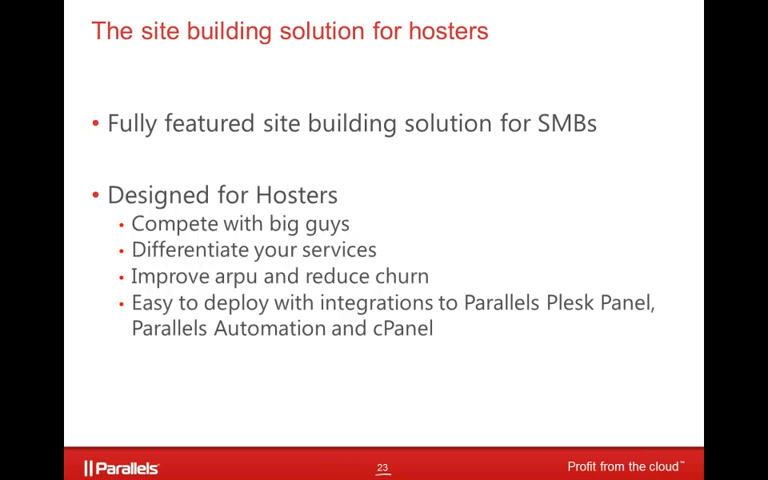 The site building solution for hosters
• Fully featured site building solution for SMBs
• Designed for Hosters
• Compete with big guys
• Differentiate your services
• Improve arpu and reduce churn
• Easy to deploy with integrations to Parallels Plesk Panel,
Parallels Automation and cPanel
Parallels®
23
Profit from the cloud™